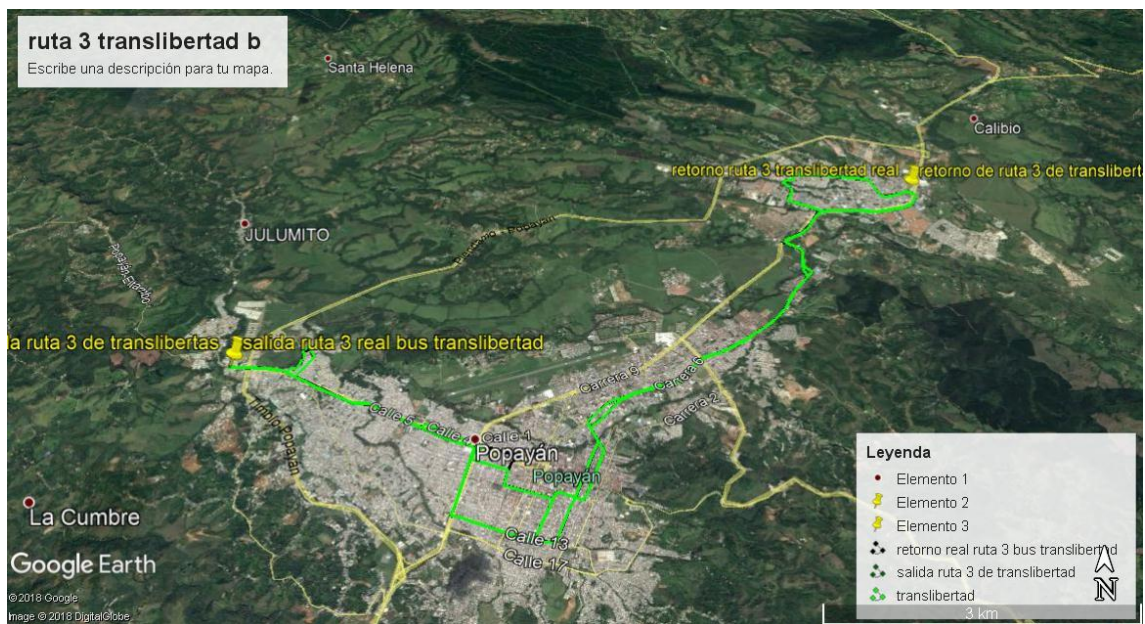 ruta 3 translibertad b
Escribe una descripción para tu mapa.
Santa Helena
Calibio
retorno ruta 3 translibertad real
retorno de ruta 3 de translibert
JULUMITO
la ruta 3 de translibertas
salida ruta 3 real bus translibertad
Carrera 9
Carrera 6
Carrera 2
Calle 5
Calle 1
Timbio Popayán
Popayán
Popayán
La Cumbre
Calle 13
Calle 17
Leyenda
Elemento 1
Elemento 2
Elemento 3
retorno real ruta 3 bus translibertad
salida ruta 3 de translibertad
translibertad
N
3 km
Google Earth
© 2018 Google
Image © 2018 DigitalGlobe